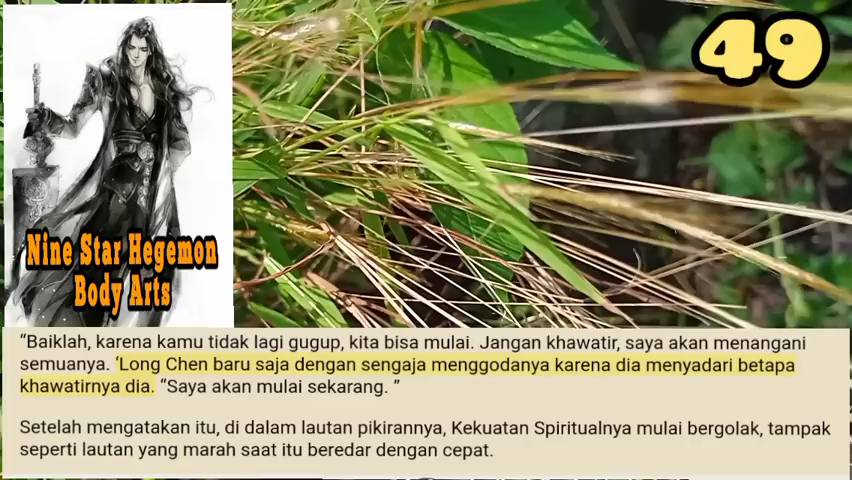 49
Nine Star Hegemon
Body Arts
“Baiklah, karena kamu tidak lagi gugup, kita bisa mulai. Jangan khawatir, saya akan menangani
semuanya. ‘Long Chen baru saja dengan sengaja menggodanya karena dia menyadari betapa
khawatirnya dia. “Saya akan mulai sekarang. ”
Setelah mengatakan itu, di dalam lautan pikirannya, Kekuatan Spiritualnya mulai bergolak, tampak
seperti lautan yang marah saat itu beredar dengan cepat.